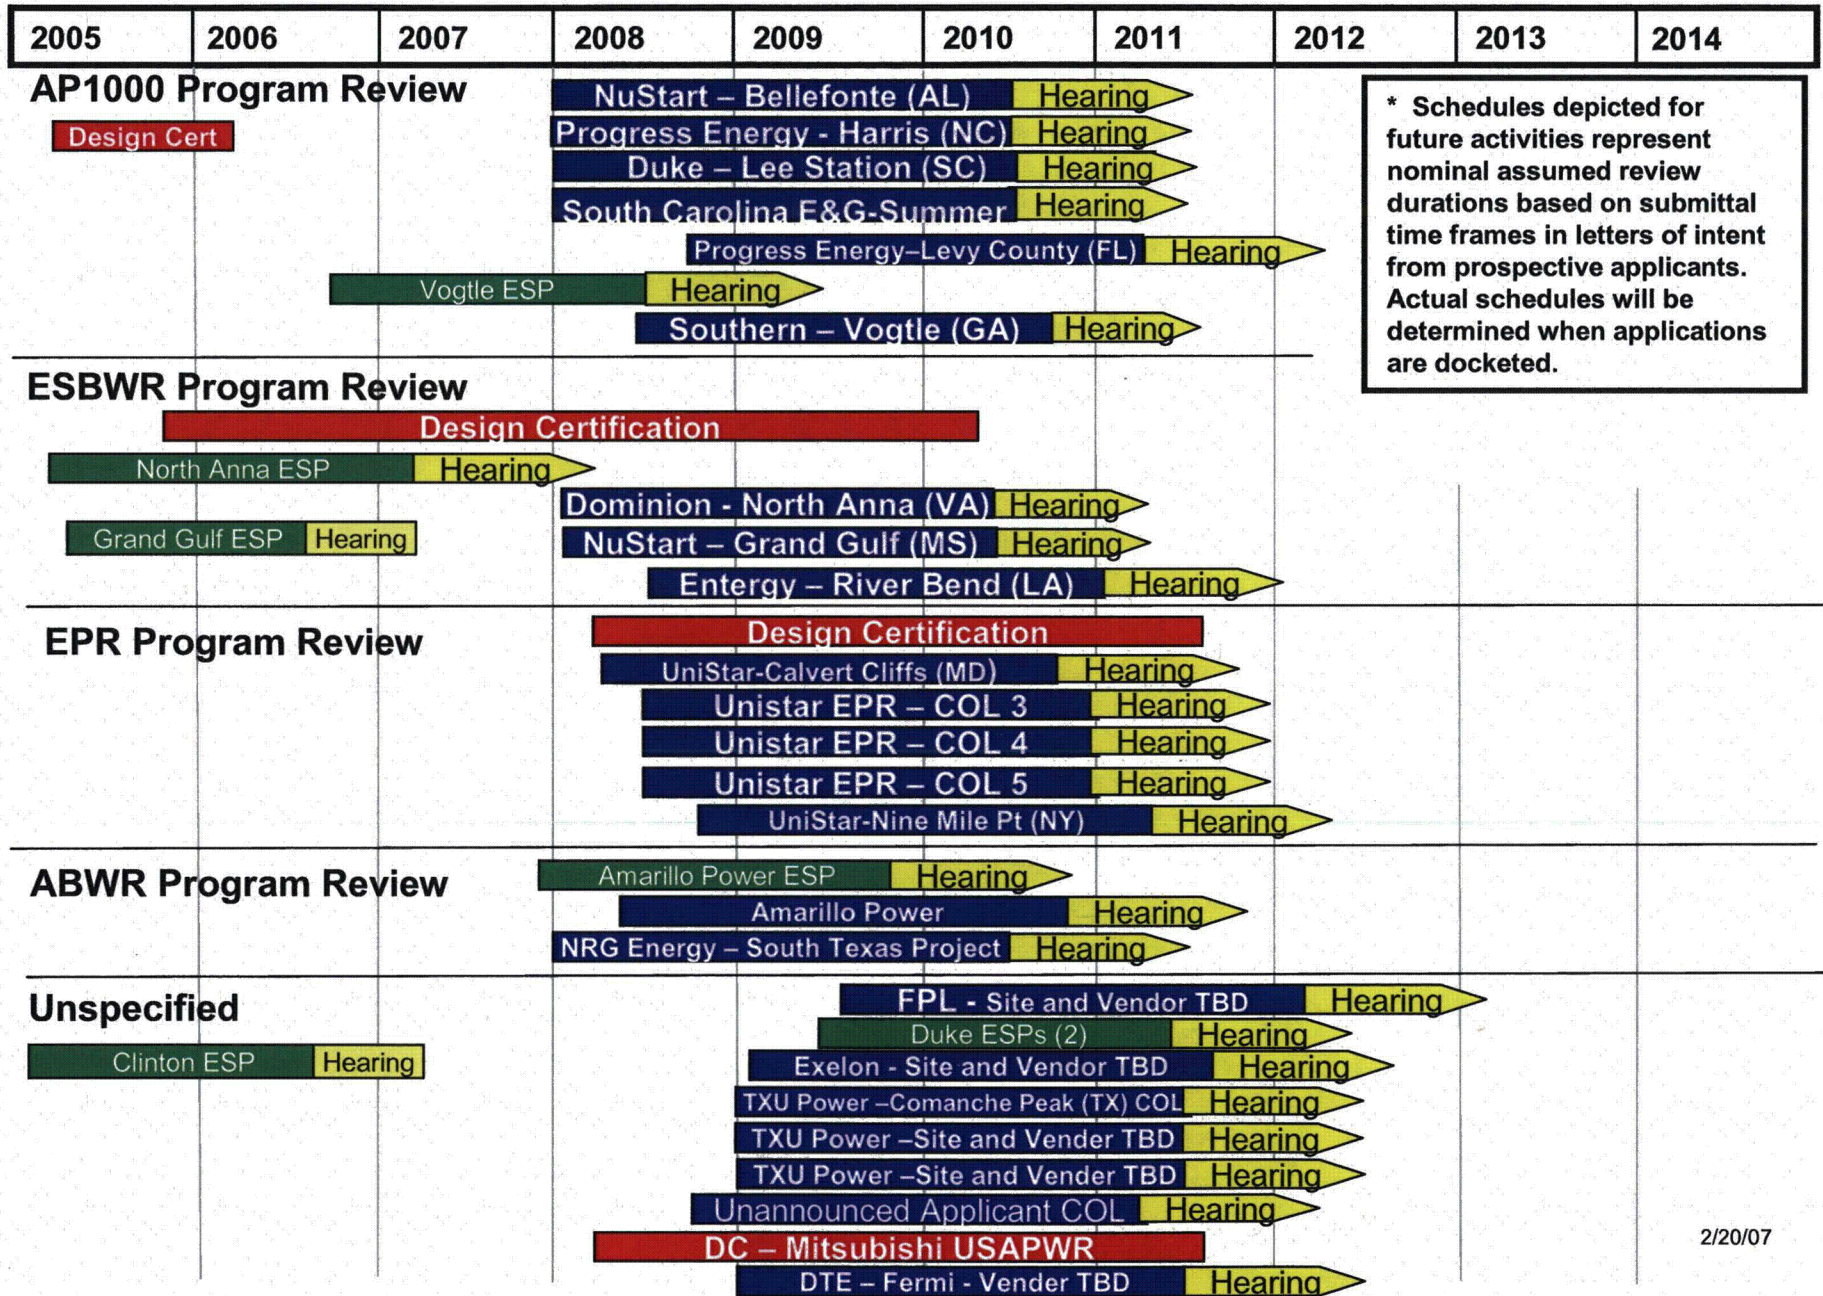 2005 2006 2007 2008 2009 2010 2011 2012 2013 2014
AP1000 Program Review
Design Cert
NuStart – Bellefonte (AL) Hearing
Progress Energy - Harris (NC) Hearing
Duke – Lee Station (SC) Hearing
South Carolina E&G-Summer Hearing
Progress Energy–Levy County (FL) Hearing
Vogtle ESP Hearing
Southern – Vogtle (GA) Hearing
* Schedules depicted for
future activities represent
nominal assumed review
durations based on submittal
time frames in letters of intent
from prospective applicants.
Actual schedules will be
determined when applications
are docketed.
ESBWR Program Review
Design Certification
North Anna ESP Hearing
Dominion - North Anna (VA) Hearing
Grand Gulf ESP Hearing
NuStart – Grand Gulf (MS) Hearing
Entergy – River Bend (LA) Hearing
EPR Program Review
Design Certification
UniStar-Calvert Cliffs (MD) Hearing
Unistar EPR – COL 3 Hearing
Unistar EPR – COL 4 Hearing
Unistar EPR – COL 5 Hearing
UniStar-Nine Mile Pt (NY) Hearing
ABWR Program Review
Amarillo Power ESP Hearing
Amarillo Power Hearing
NRG Energy – South Texas Project Hearing
Unspecified
FPL - Site and Vendor TBD Hearing
Duke ESPs (2) Hearing
Clinton ESP Hearing
Exelon - Site and Vendor TBD Hearing
TXU Power –Comanche Peak (TX) COL Hearing
TXU Power –Site and Vender TBD Hearing
TXU Power –Site and Vender TBD Hearing
Unannounced Applicant COL Hearing
DC – Mitsubishi USAPWR
DTE – Fermi - Vender TBD Hearing
2/20/07